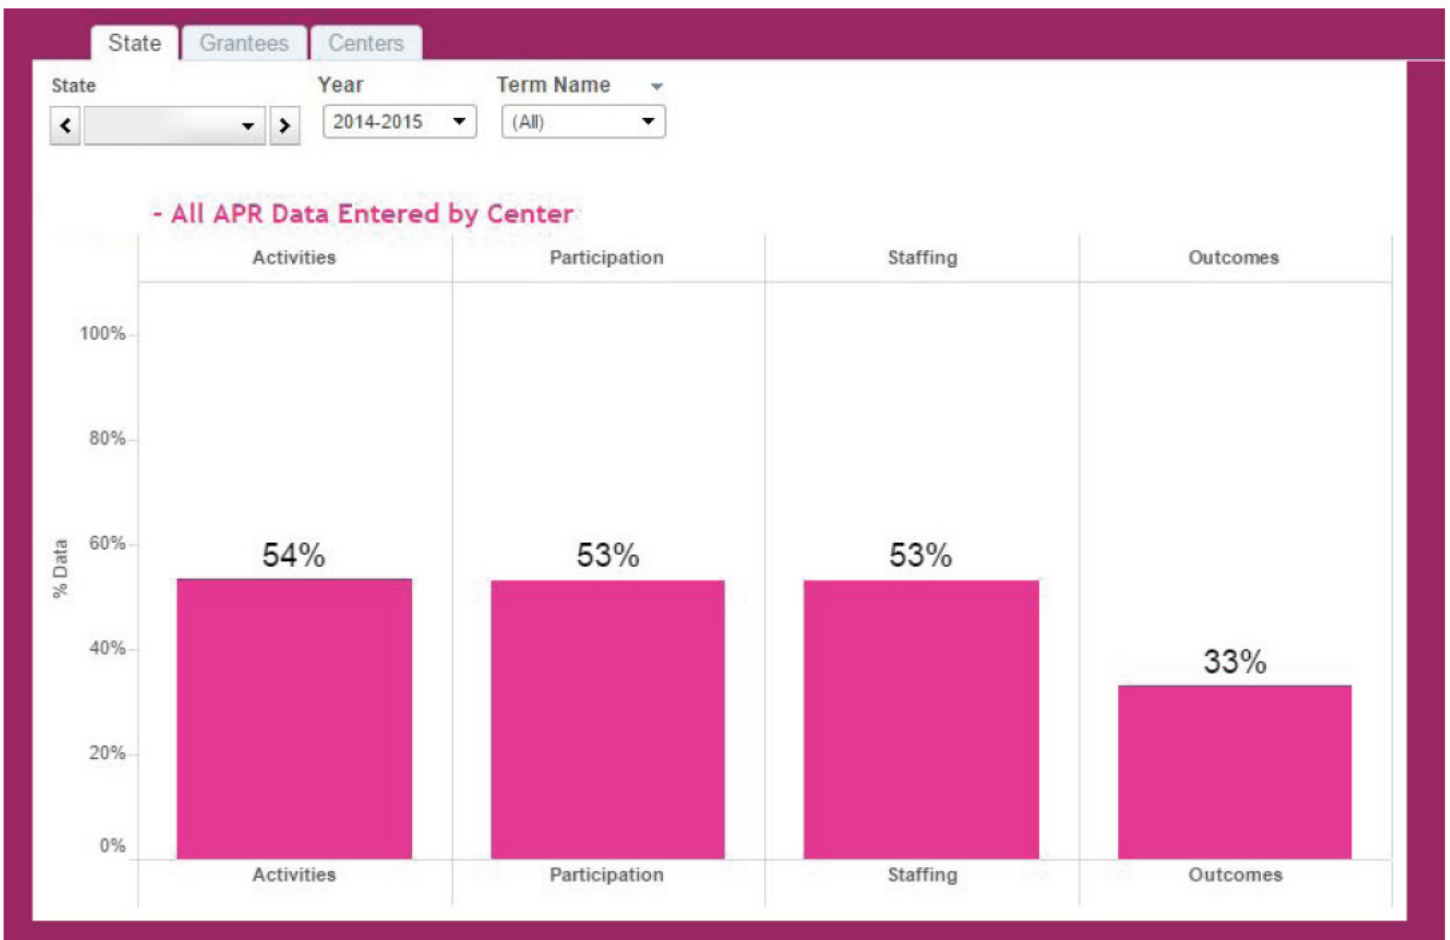 State Grantees Centers
State Year Term Name
2014-2015 (All)
- All APR Data Entered by Center
Activities Participation Staffing Outcomes
100%
80%
60%
40%
20%
0%
% Data
54% 53% 53% 33%
Activities Participation Staffing Outcomes